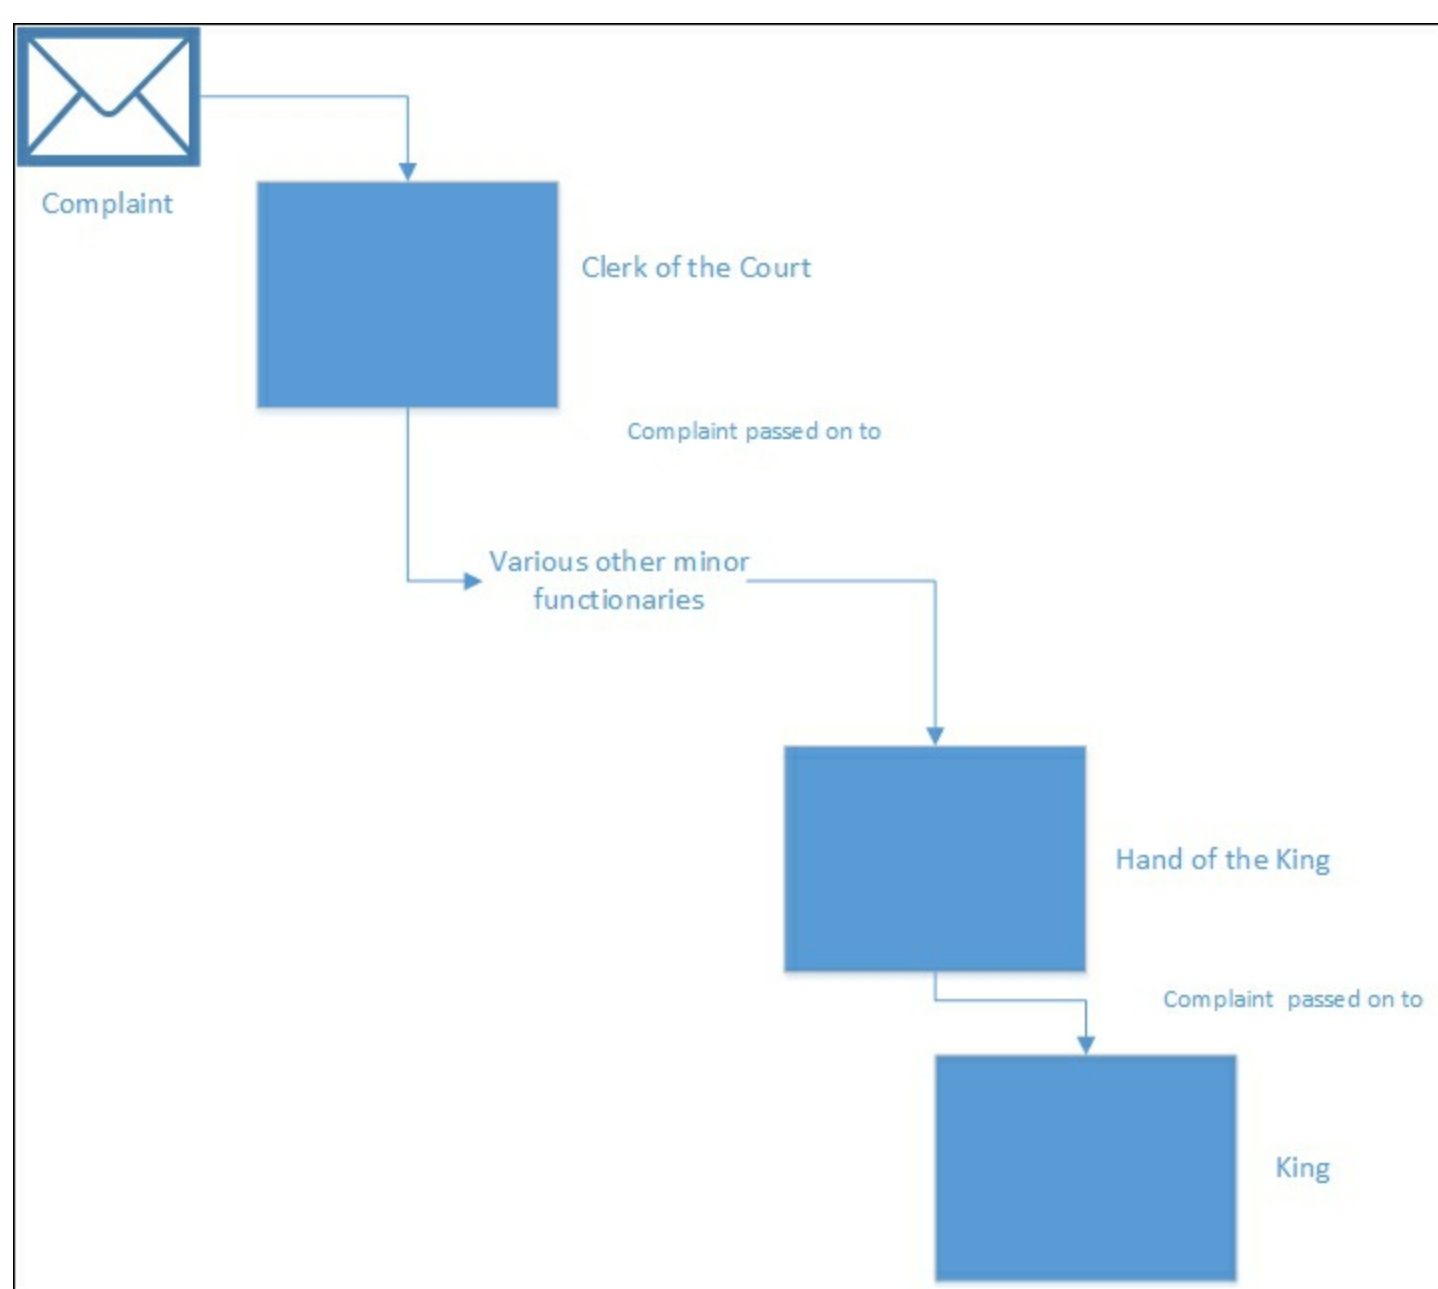 Complaint
Clerk of the Court
Complaint passed on to
Various other minor
functionaries
Hand of the King
Complaint passed on to
King